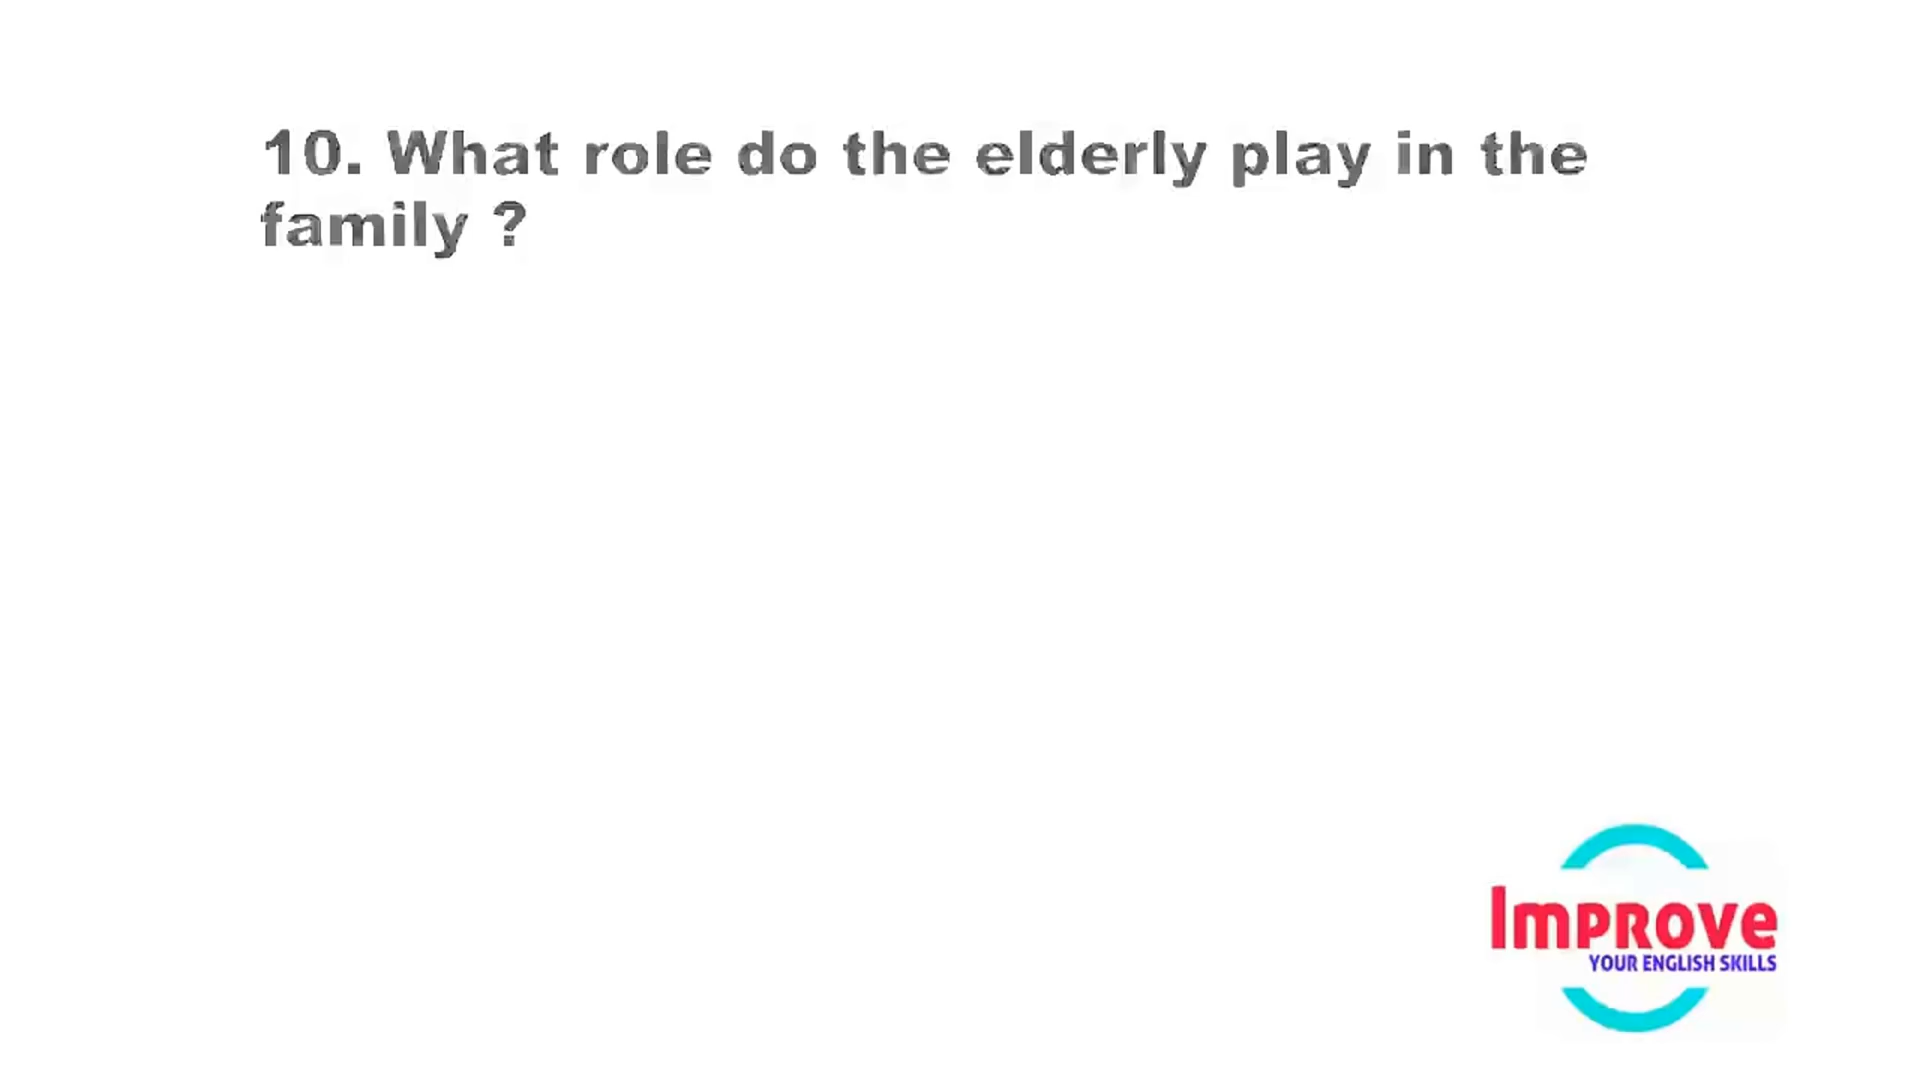 10. What role do the elderly play in the
family ?
Improve
YOUR ENGLISH SKILLS